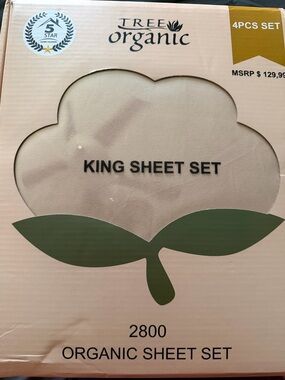 5
STAR
TREE
organic
4PCS SET
MSRP $ 129,99
KING SHEET SET
2800
ORGANIC SHEET SET